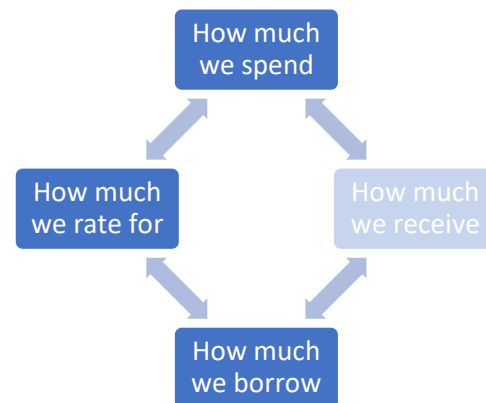 How much
we spend
How much
we rate for
How much
we receive
How much
we borrow